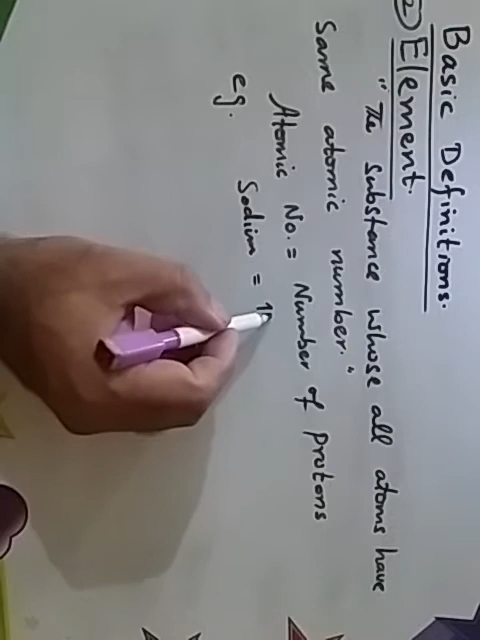 Basic Definitions.
② Element.
"The substance whose all atoms have
same atomic number."
Atomic No. = Number of protons
eg. Sodium =